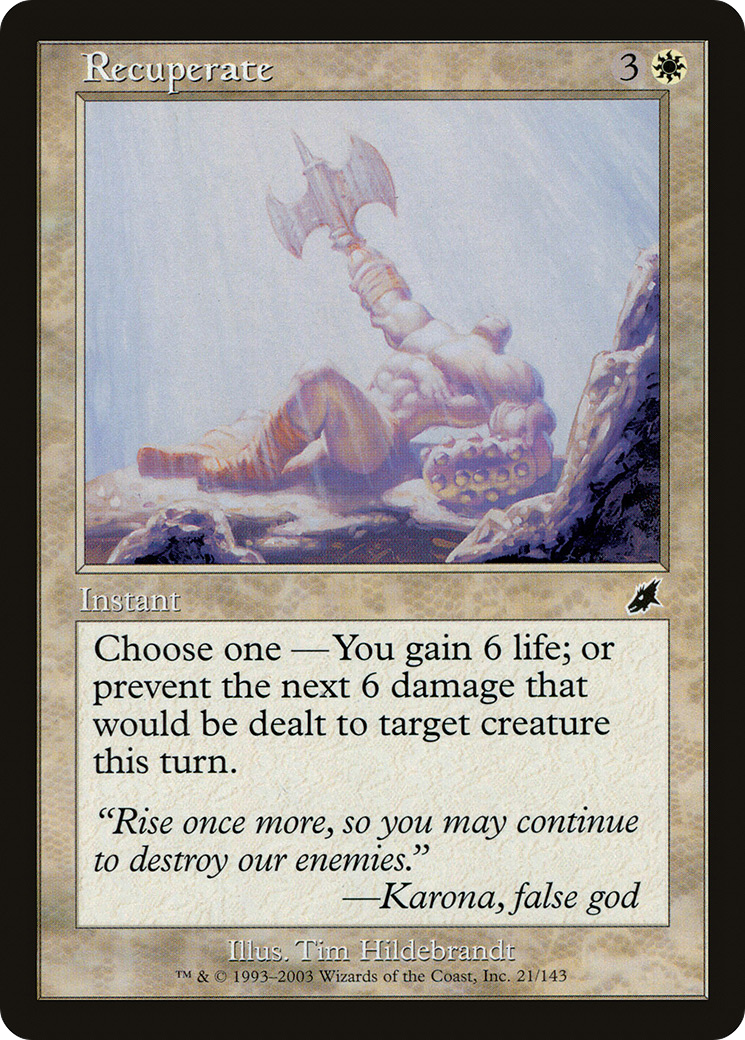 Recuperate 3
Instant
Choose one —You gain 6 life; or
prevent the next 6 damage that
would be dealt to target creature
this turn.
“Rise once more, so you may continue
to destroy our enemies.”
—Karona, false god
Illus. Tim Hildebrandt
™ & © 1993–2003 Wizards of the Coast, Inc. 21/143